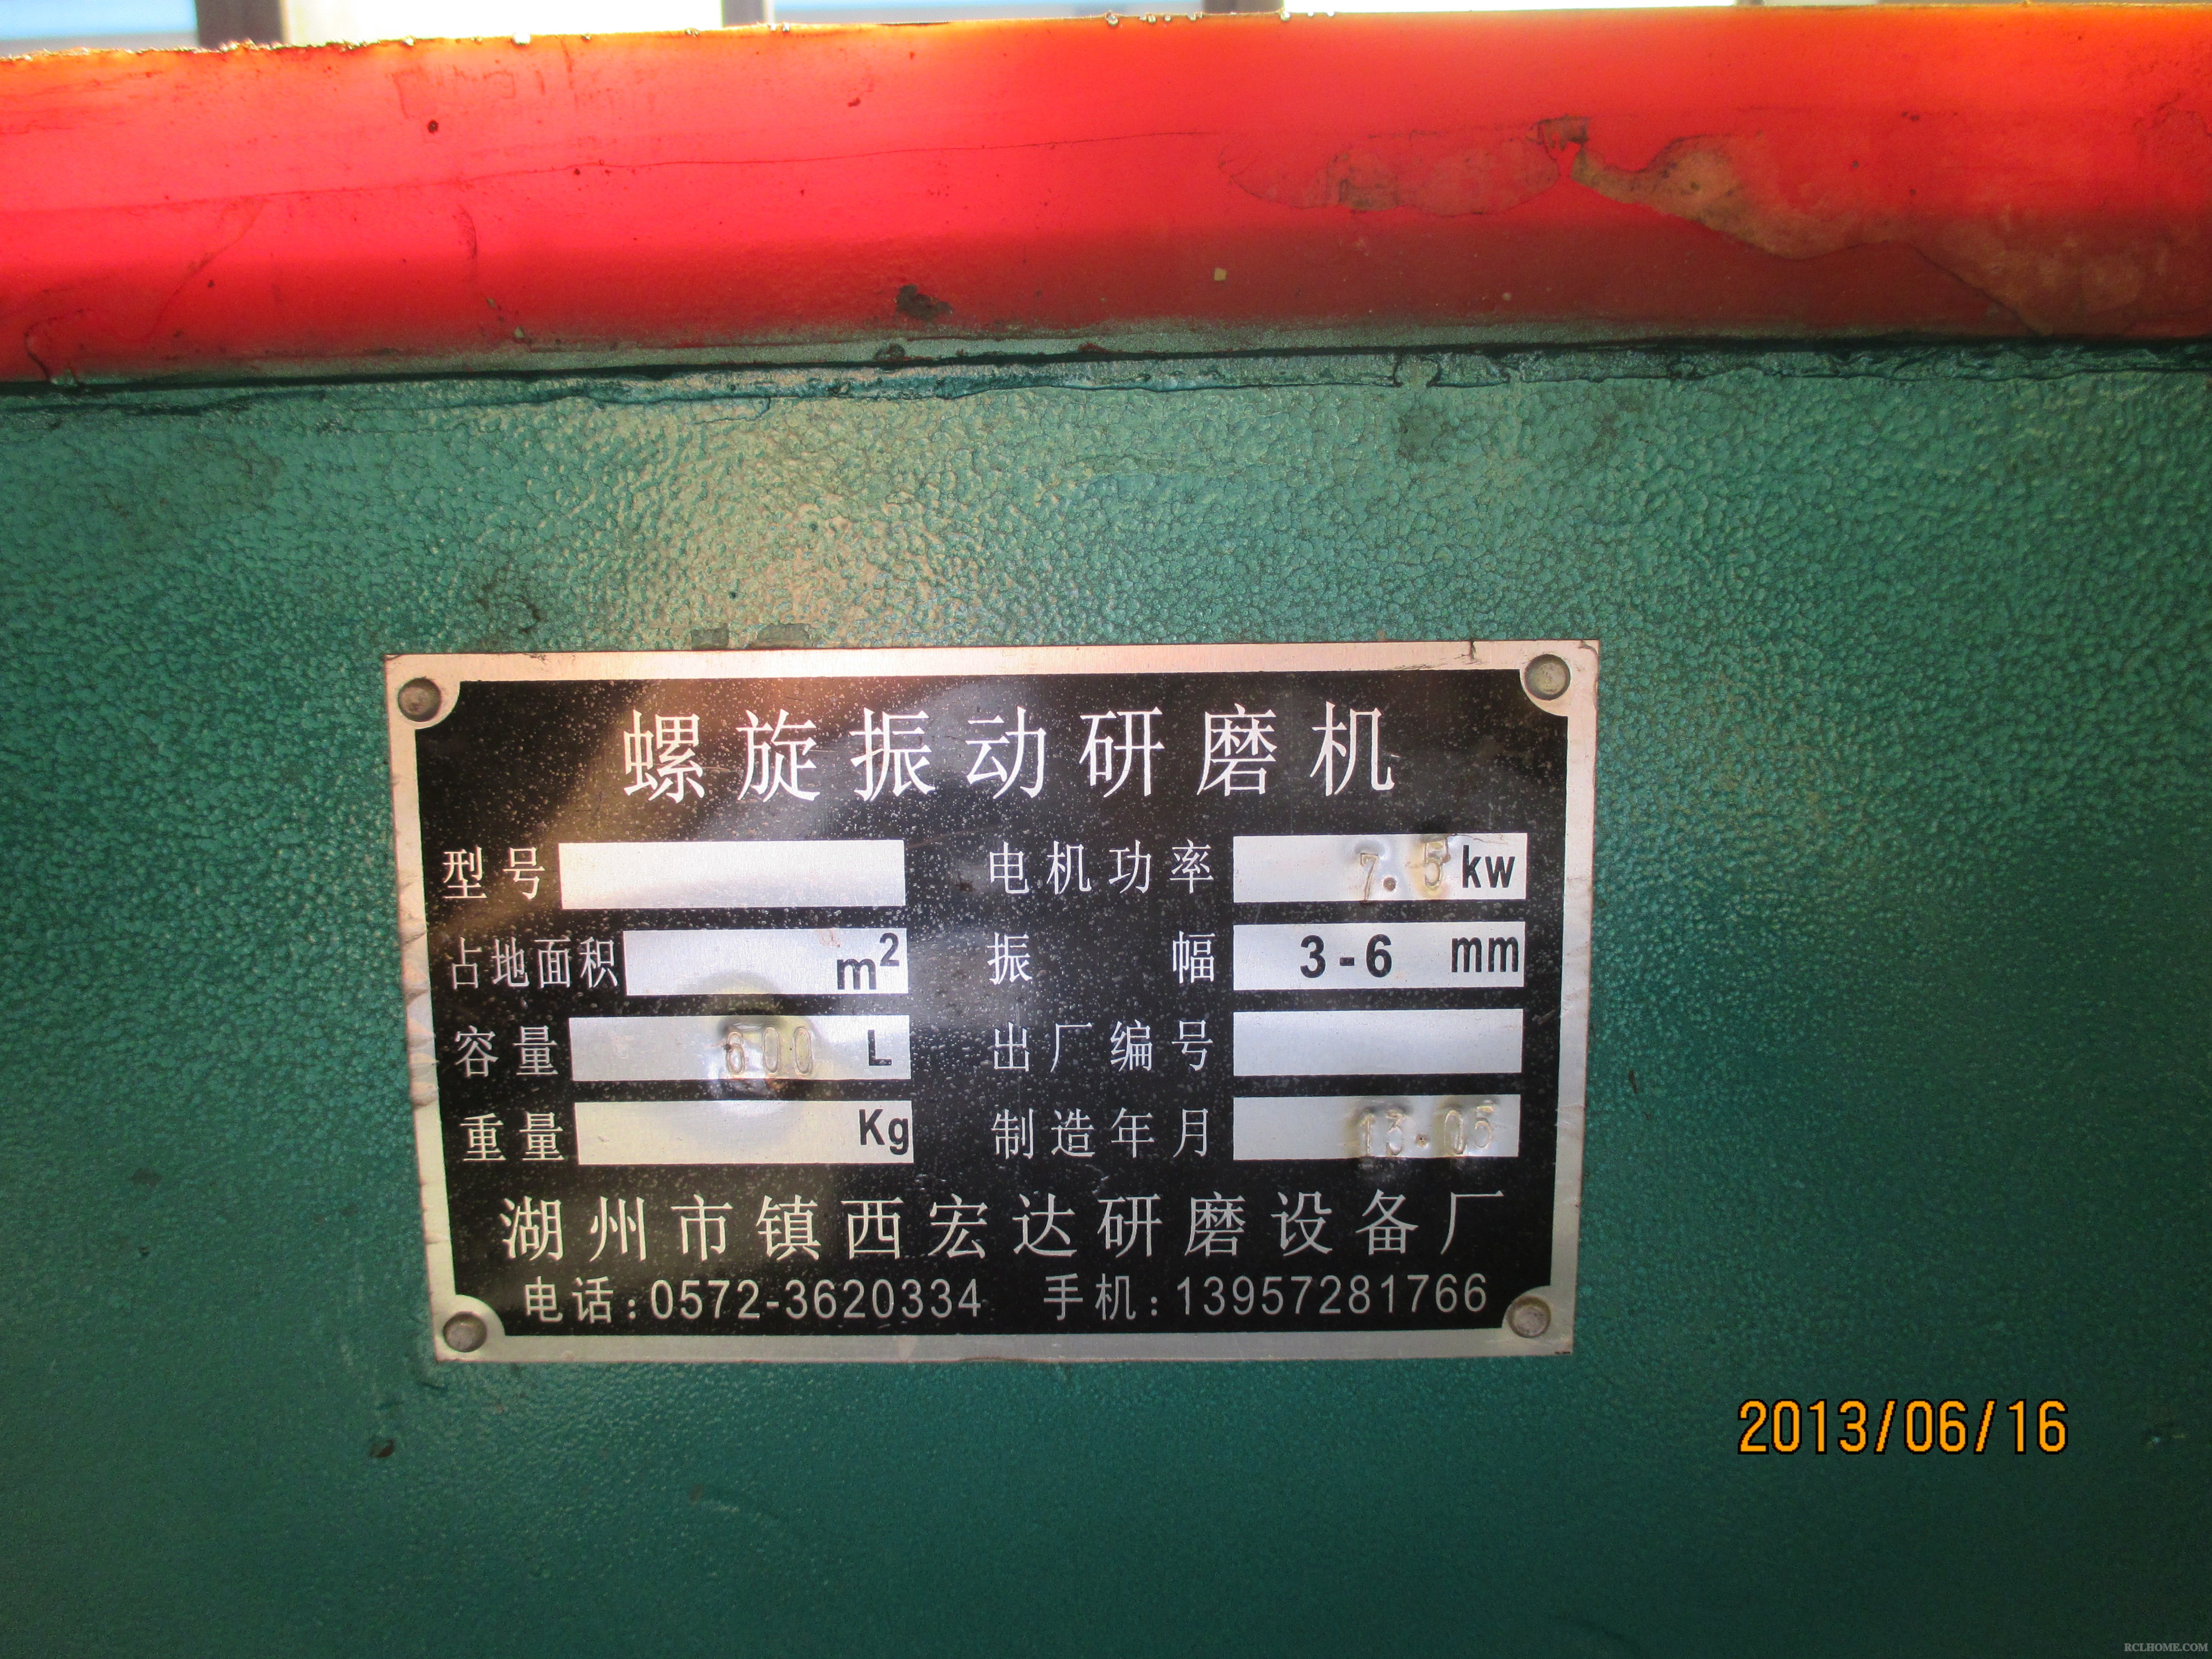 螺旋振动研磨机
型号 电机功率 7.5kw
占地面积 m² 振幅 3-6 mm
容量 600 L 出厂编号
重量 Kg 制造年月 13.05
湖州市镇西宏达研磨设备厂
电话:0572-3620334 手机:13957281766
2013/06/16
RCLHOME.COM